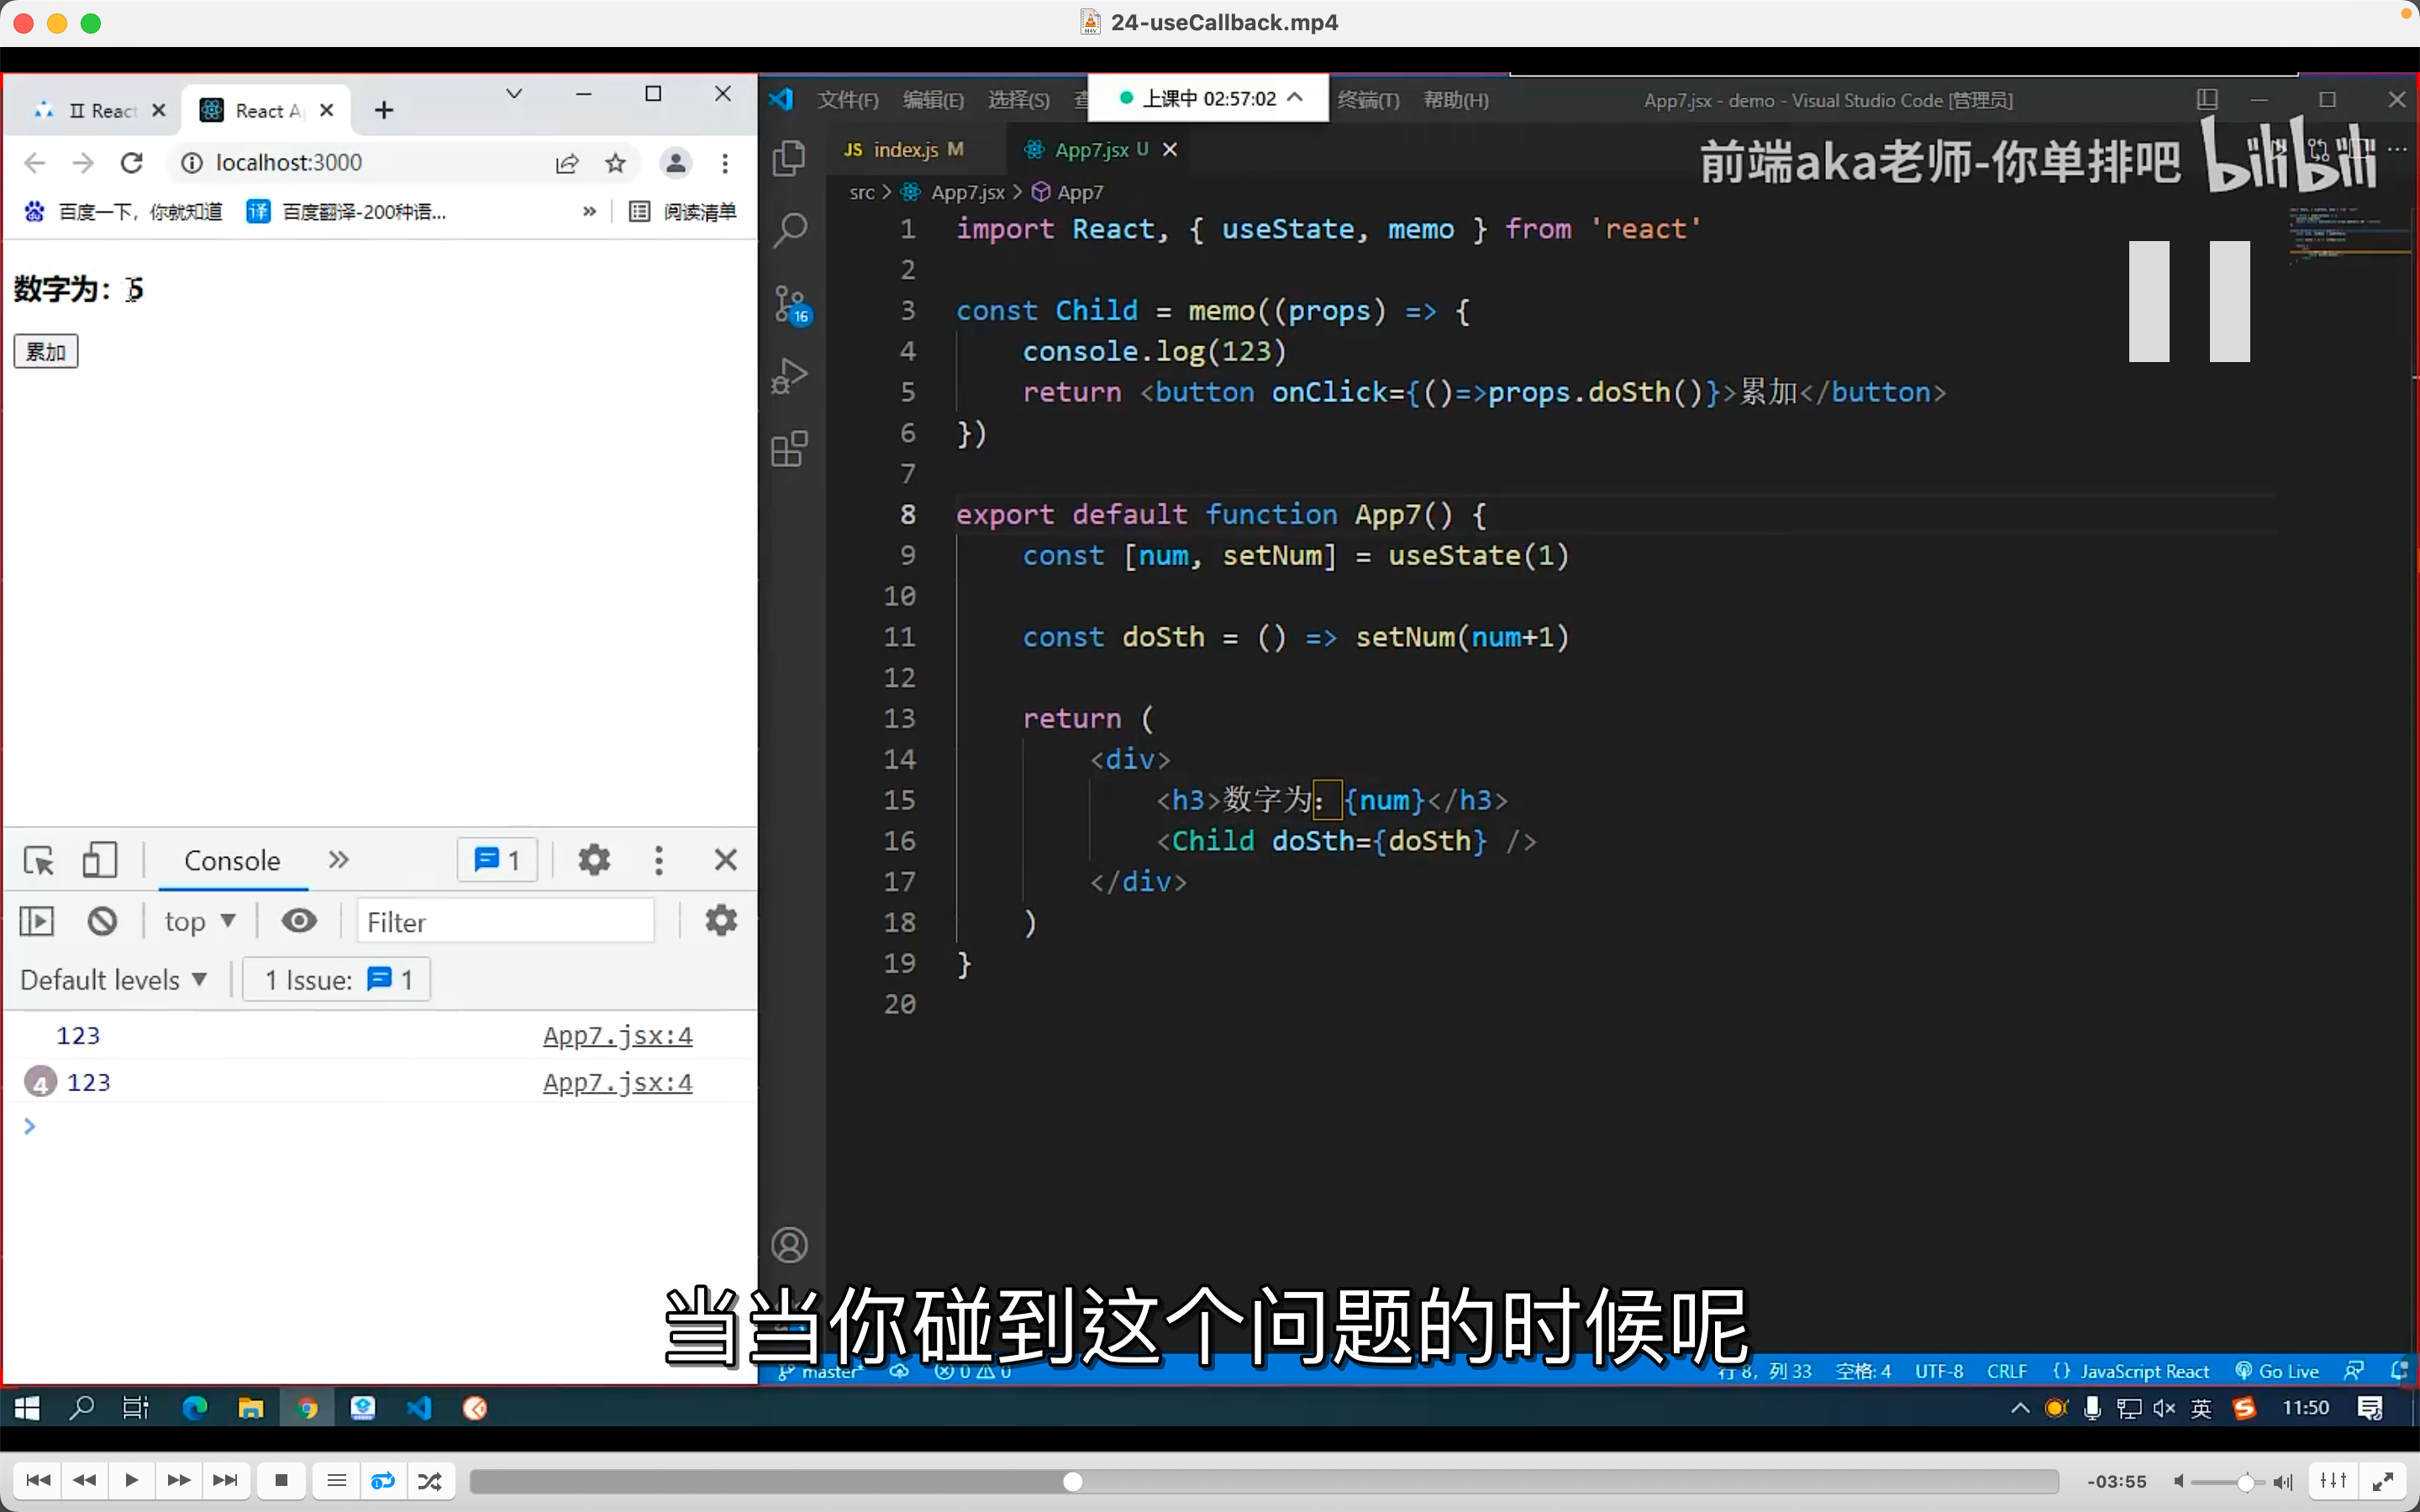 24-useCallback.mp4
React
React A
localhost:3000
百度一下，你就知道
百度翻译-200种语...
»
阅读清单
数字为：5
累加
Console
»
1
top
Filter
Default levels
1 Issue:
1
123
App7.jsx:4
4
123
App7.jsx:4
文件(F)
编辑(E)
选择(S)
查
上课中 02:57:02
终端(T)
帮助(H)
App7.jsx - demo - Visual Studio Code [管理员]
前端aka老师-你单排吧
bilibili
JS index.js M
App7.jsx U
src > App7.jsx > App7
16
1 import React, { useState, memo } from 'react'
2
3 const Child = memo((props) => {
4 console.log(123)
5 return <button onClick={()=>props.doSth()}>累加</button>
6 })
7
8 export default function App7() {
9 const [num, setNum] = useState(1)
10
11 const doSth = () => setNum(num+1)
12
13 return (
14 <div>
15 <h3>数字为：{num}</h3>
16 <Child doSth={doSth} />
17 </div>
18 )
19 }
20
当当你碰到这个问题的时候呢
master*
0
0
行 8，列 33
空格: 4
UTF-8
CRLF
{} JavaScript React
Go Live
英
11:50
-03:55